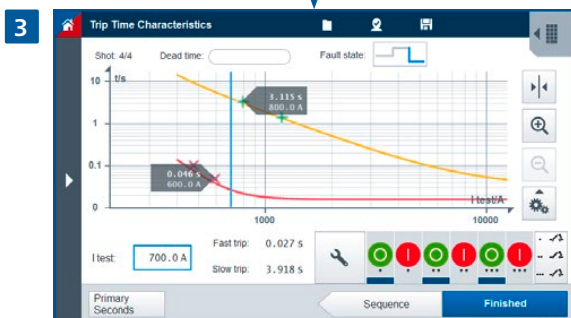 3
Trip Time Characteristics
Shot: 4/4
Dead time:
Fault state:
t/s
10
1
0.1
0
3.115 s
800.0 A
0.046 s
600.0 A
I test/A
1000
10000
I test:
700.0 A
Fast trip:
0.027 s
Slow trip:
3.918 s
Primary
Seconds
Sequence
Finished